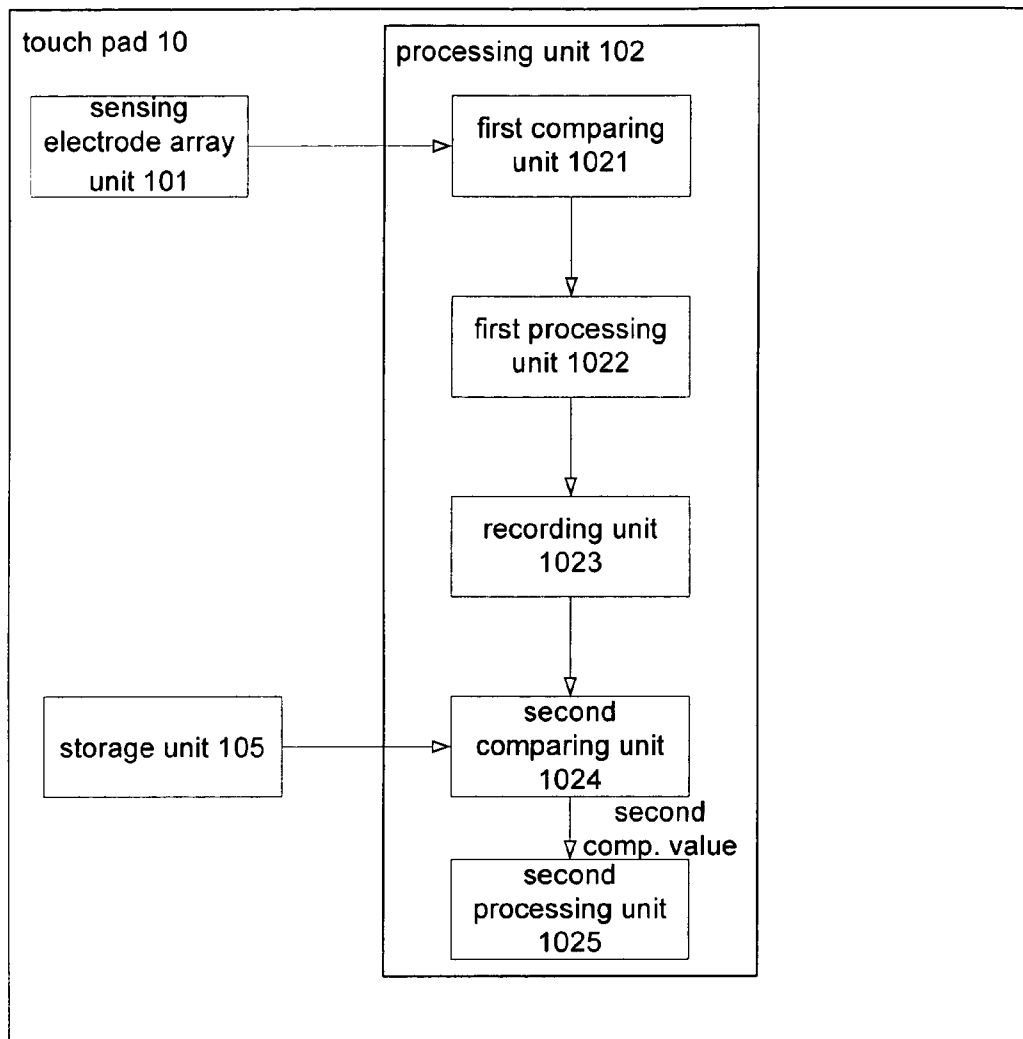 touch pad 10
processing unit 102
sensing
electrode array
unit 101
first comparing
unit 1021
first processing
unit 1022
recording unit
1023
storage unit 105
second
comparing unit
1024
second
comp. value
second
processing unit
1025